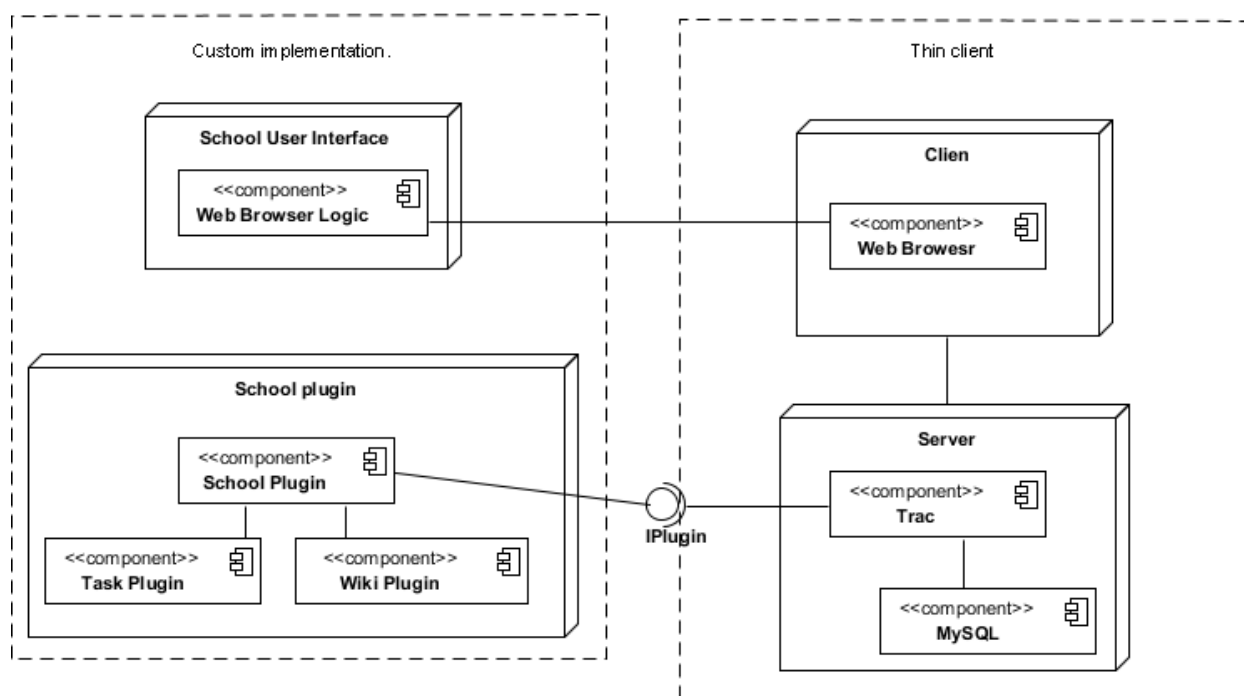 Custom implementation.
Thin client
School User Interface
<<component>>
Web Browser Logic
Clien
<<component>>
Web Browesr
School plugin
<<component>>
School Plugin
<<component>>
Task Plugin
<<component>>
Wiki Plugin
IPlugin
Server
<<component>>
Trac
<<component>>
MySQL